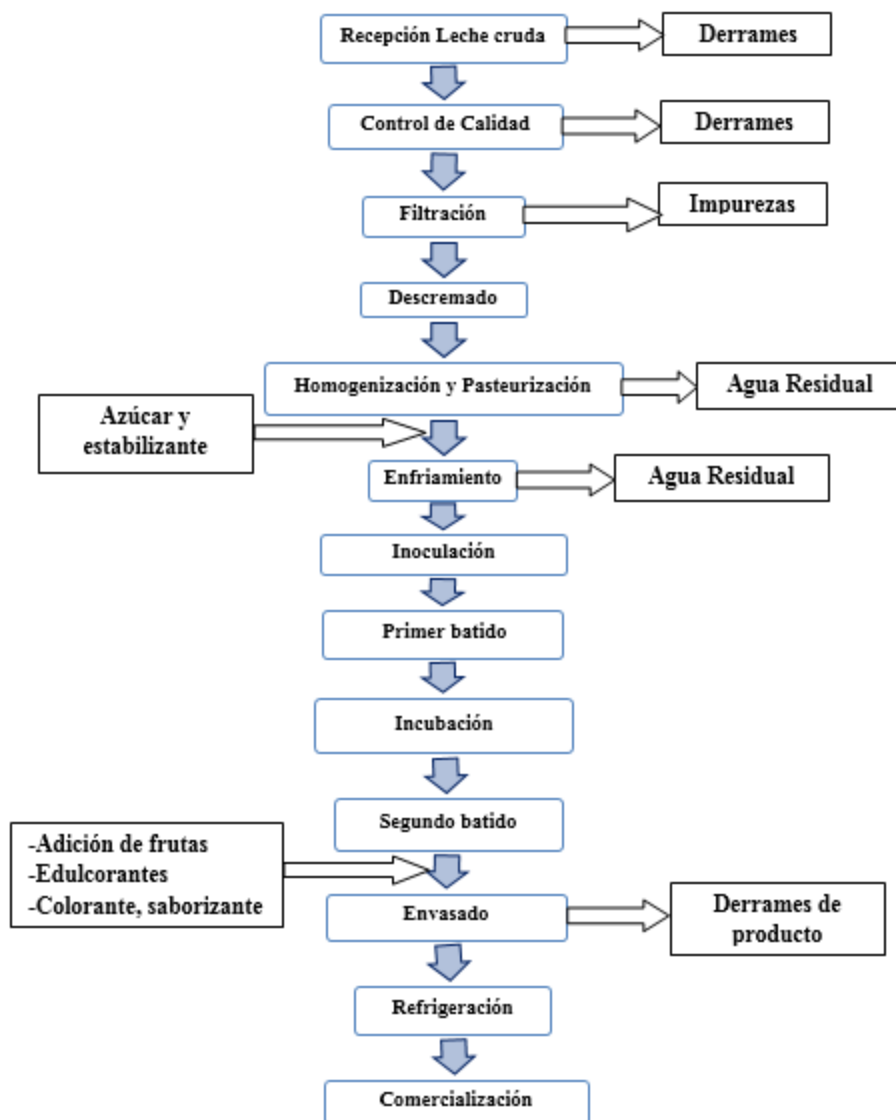 Recepción Leche cruda
Derrames
Control de Calidad
Derrames
Filtración
Impurezas
Descremado
Homogenización y Pasteurización
Agua Residual
Azúcar y
estabilizante
Enfriamiento
Agua Residual
Inoculación
Primer batido
Incubación
Segundo batido
-Adición de frutas
-Edulcorantes
-Colorante, saborizante
Envasado
Derrames de
producto
Refrigeración
Comercialización